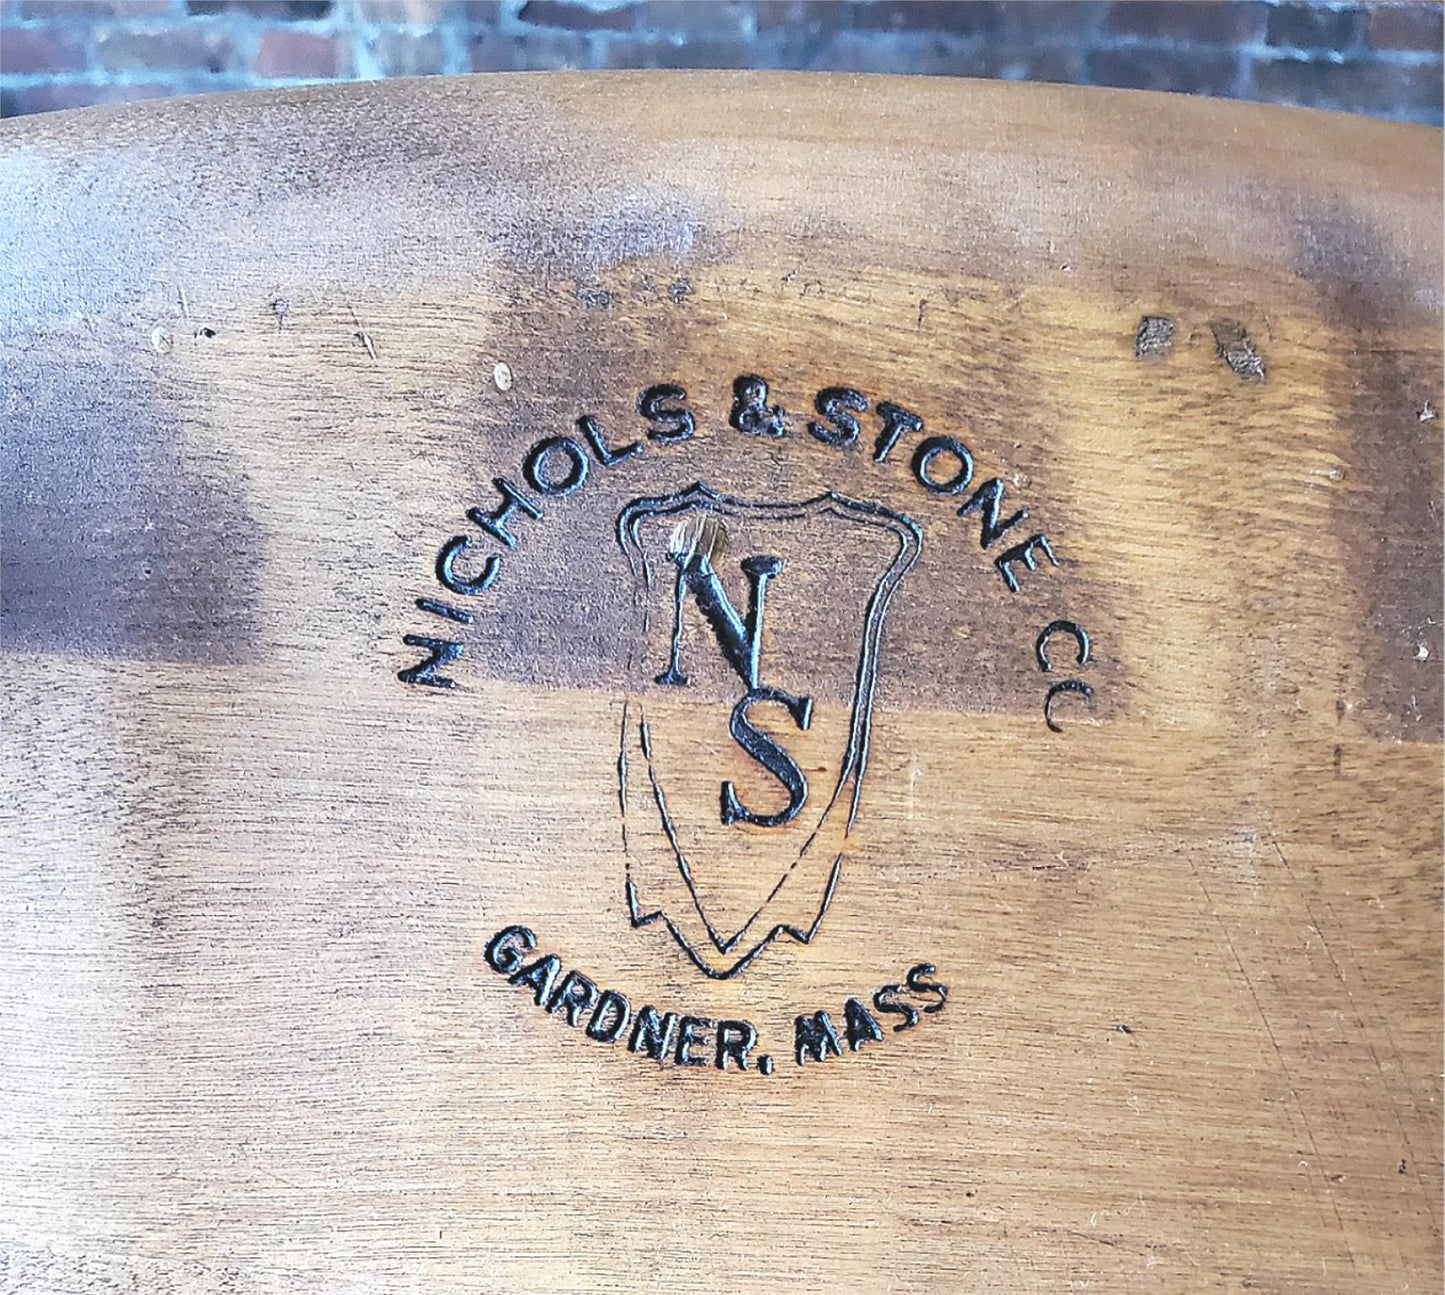 NICHOLS & STONE CO
NS
GARDNER, MASS